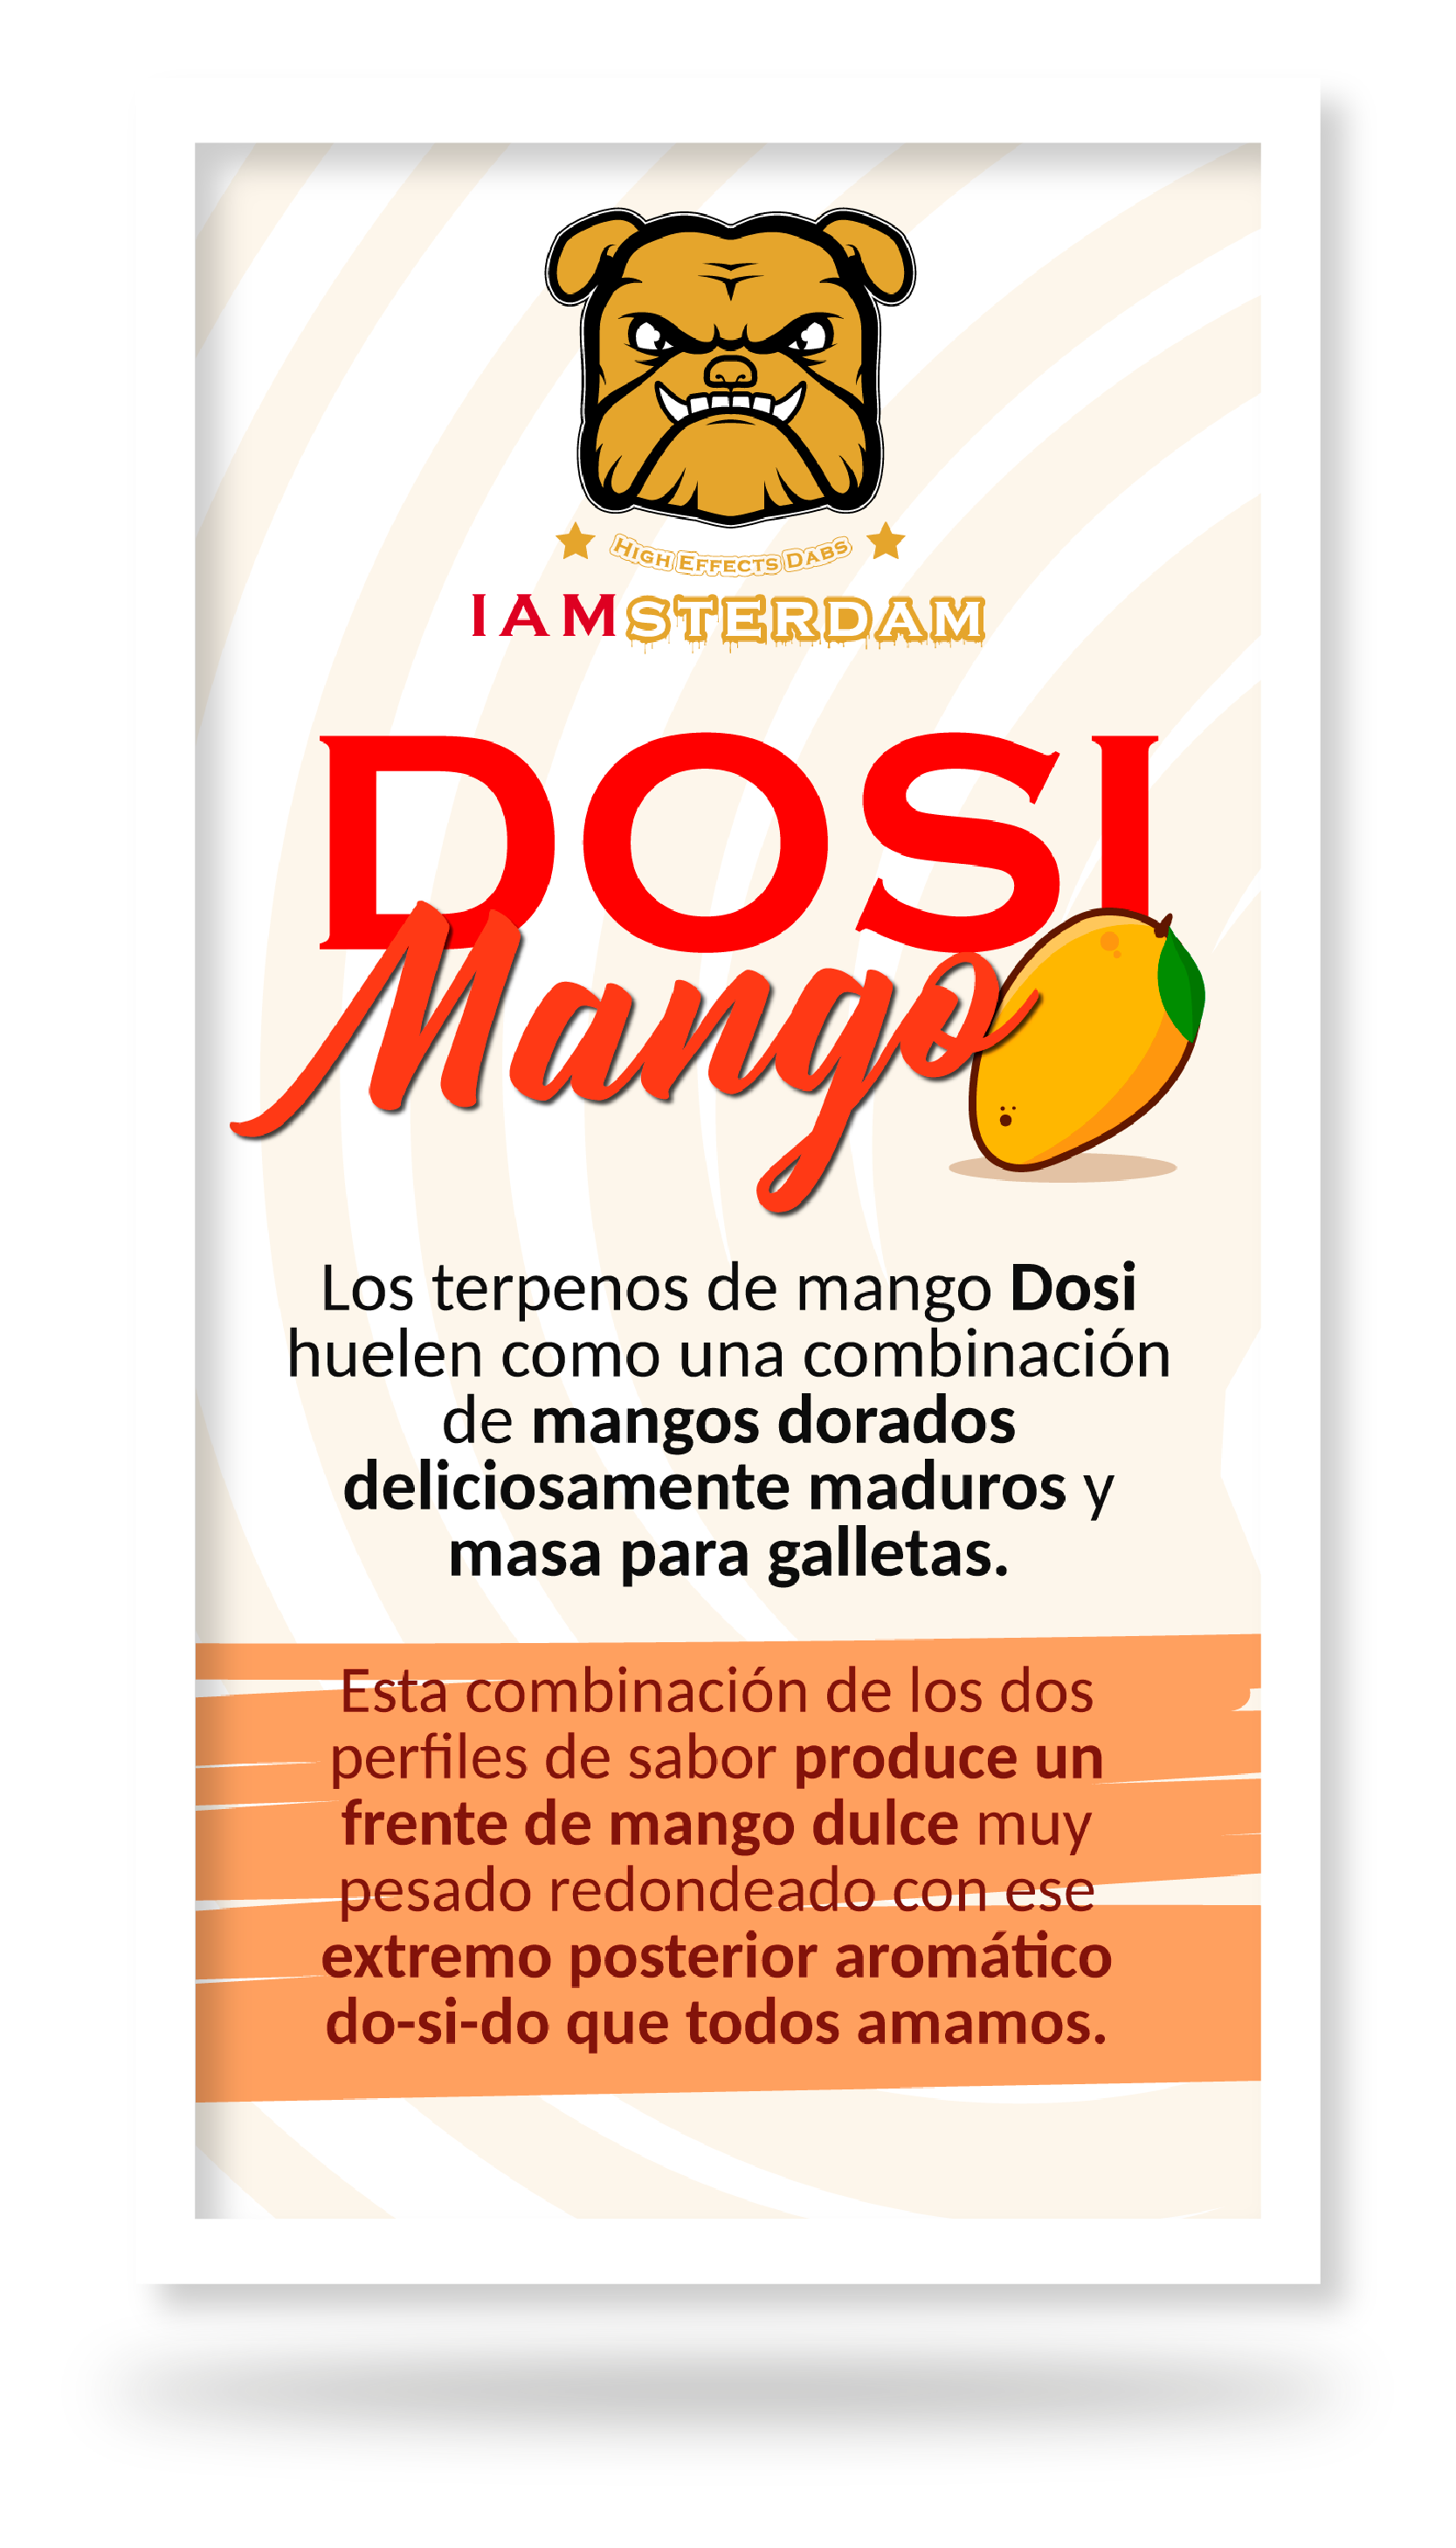 HIGH EFFECTS DABS
IAMSTERDAM
DOSI
Mango
Los terpenos de mango Dosi
huelen como una combinación
de mangos dorados
deliciosamente maduros y
masa para galletas.
Esta combinación de los dos
perfiles de sabor produce un
frente de mango dulce muy
pesado redondeado con ese
extremo posterior aromático
do-si-do que todos amamos.